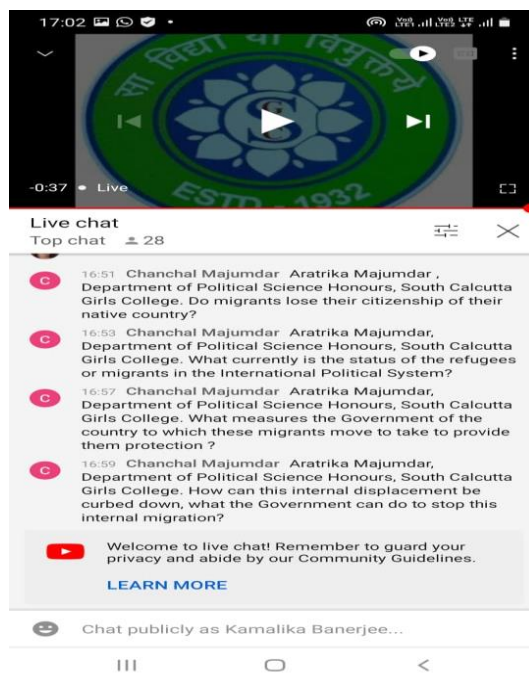 17:02
Vo) LTE1 Vo) LTE LTE2
सा विद्या या विमुक्तये
S G C
ESTD - 1932
-0:37 • Live
Live chat
Top chat 28
C 16:51 Chanchal Majumdar Aratrika Majumdar ,
Department of Political Science Honours, South Calcutta
Girls College. Do migrants lose their citizenship of their
native country?
C 16:53 Chanchal Majumdar Aratrika Majumdar,
Department of Political Science Honours, South Calcutta
Girls College. What currently is the status of the refugees
or migrants in the International Political System?
C 16:57 Chanchal Majumdar Aratrika Majumdar,
Department of Political Science Honours, South Calcutta
Girls College. What measures the Government of the
country to which these migrants move to take to provide
them protection ?
C 16:59 Chanchal Majumdar Aratrika Majumdar,
Department of Political Science Honours, South Calcutta
Girls College. How can this internal displacement be
curbed down, what the Government can do to stop this
internal migration?
Welcome to live chat! Remember to guard your
privacy and abide by our Community Guidelines.
LEARN MORE
Chat publicly as Kamalika Banerjee...